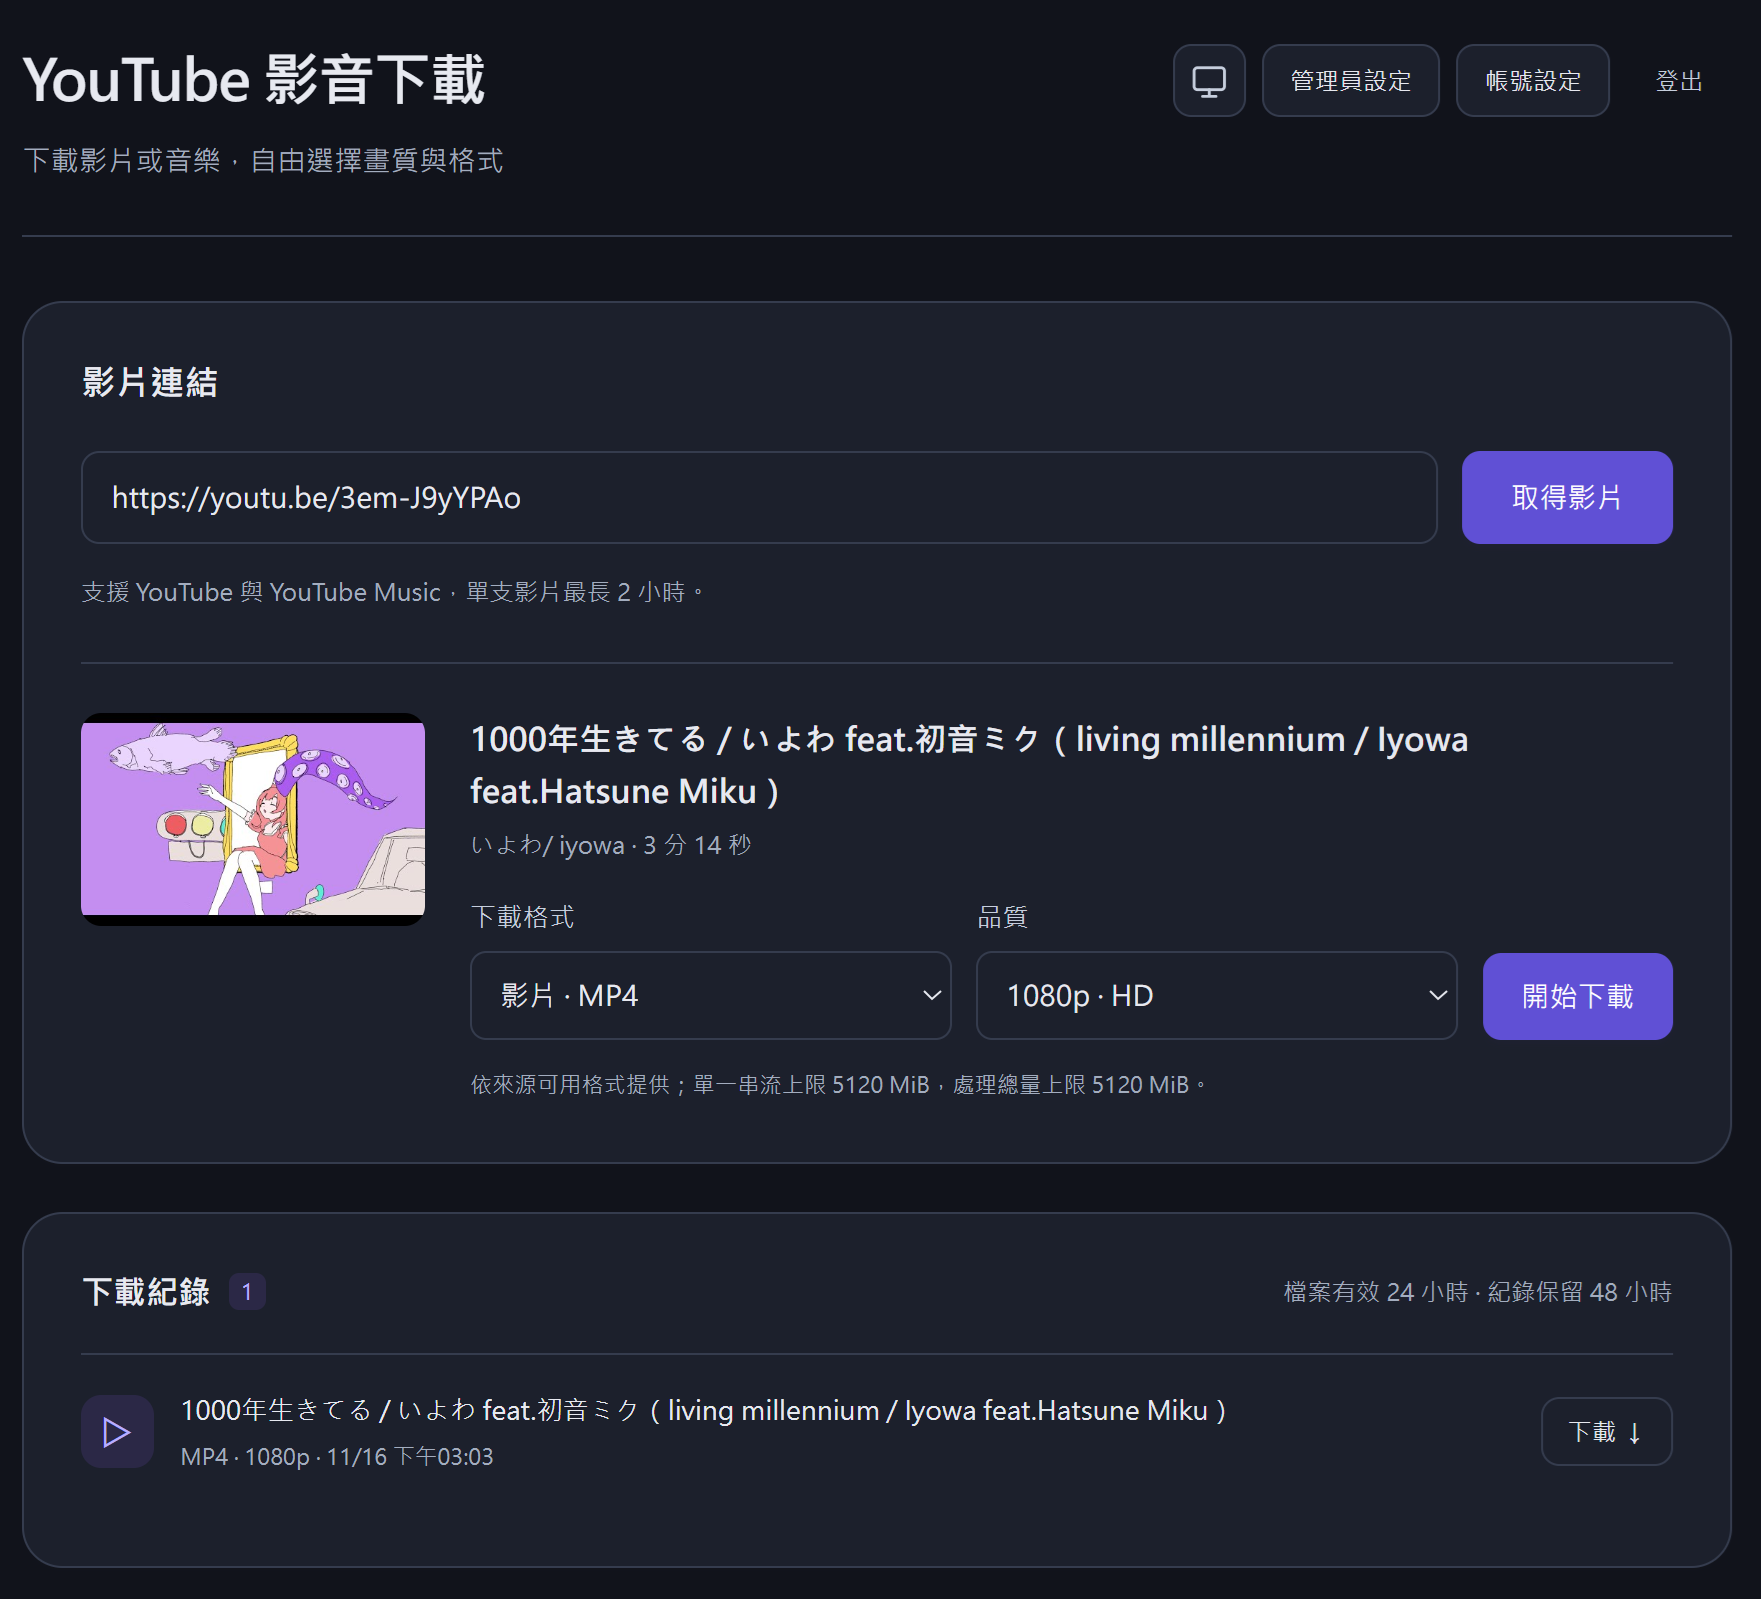 YouTube 影音下載
管理員設定
帳號設定
登出
下載影片或音樂，自由選擇畫質與格式
影片連結
https://youtu.be/3em-J9yYPAo
取得影片
支援 YouTube 與 YouTube Music，單支影片最長 2 小時。
1000年生きてる / いよわ feat.初音ミク（ living millennium / Iyowa
feat.Hatsune Miku ）
いよわ/ iyowa · 3 分 14 秒
下載格式
品質
影片 · MP4
1080p · HD
開始下載
依來源可用格式提供；單一串流上限 5120 MiB，處理總量上限 5120 MiB。
下載紀錄 1
檔案有效 24 小時 · 紀錄保留 48 小時
1000年生きてる / いよわ feat.初音ミク（ living millennium / Iyowa feat.Hatsune Miku ）
MP4 · 1080p · 11/16 下午03:03
下載 ↓